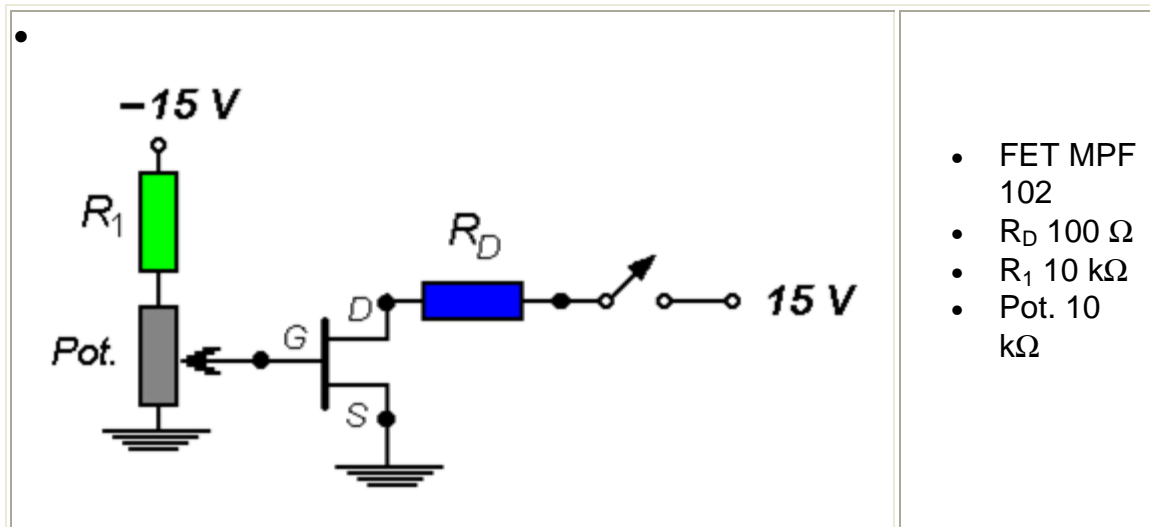 −15 V
R1
RD
D
15 V
G
Pot.
S
• FET MPF
102
• RD 100 Ω
• R1 10 kΩ
• Pot. 10
kΩ